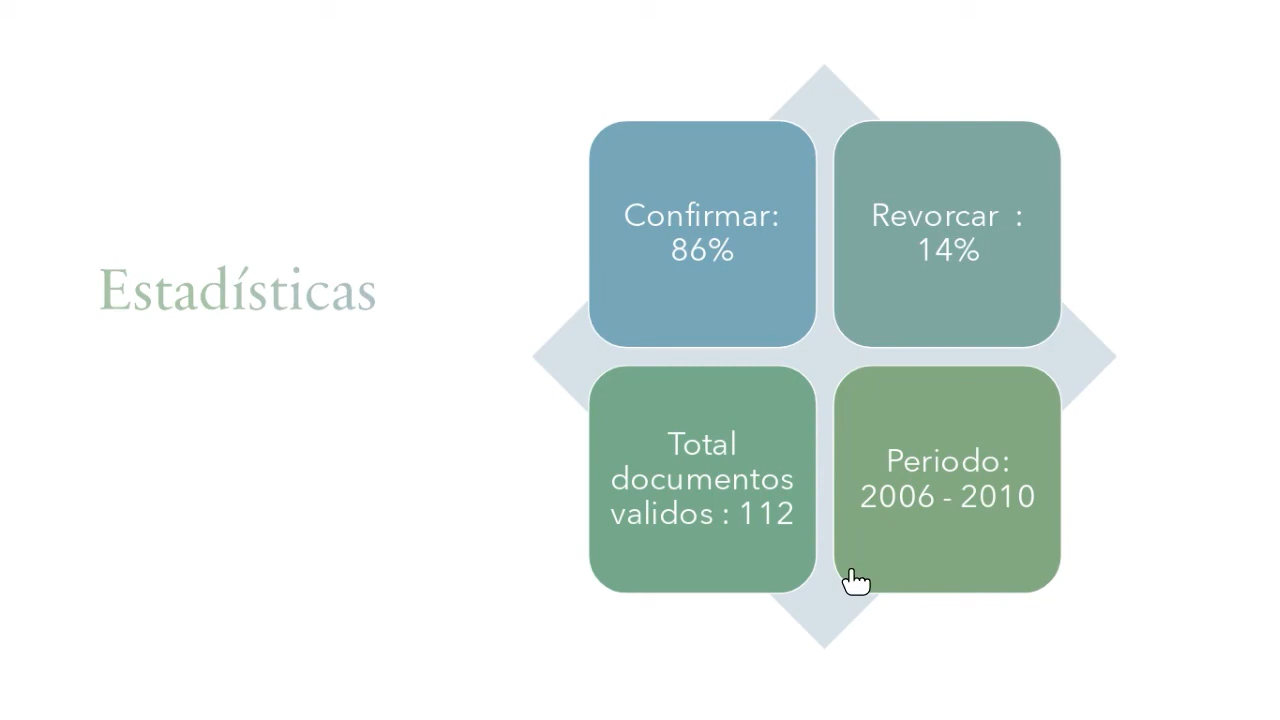 Estadísticas
Confirmar:
86%
Revorcar  :
14%
Total
documentos
validos : 112
Periodo:
2006 - 2010